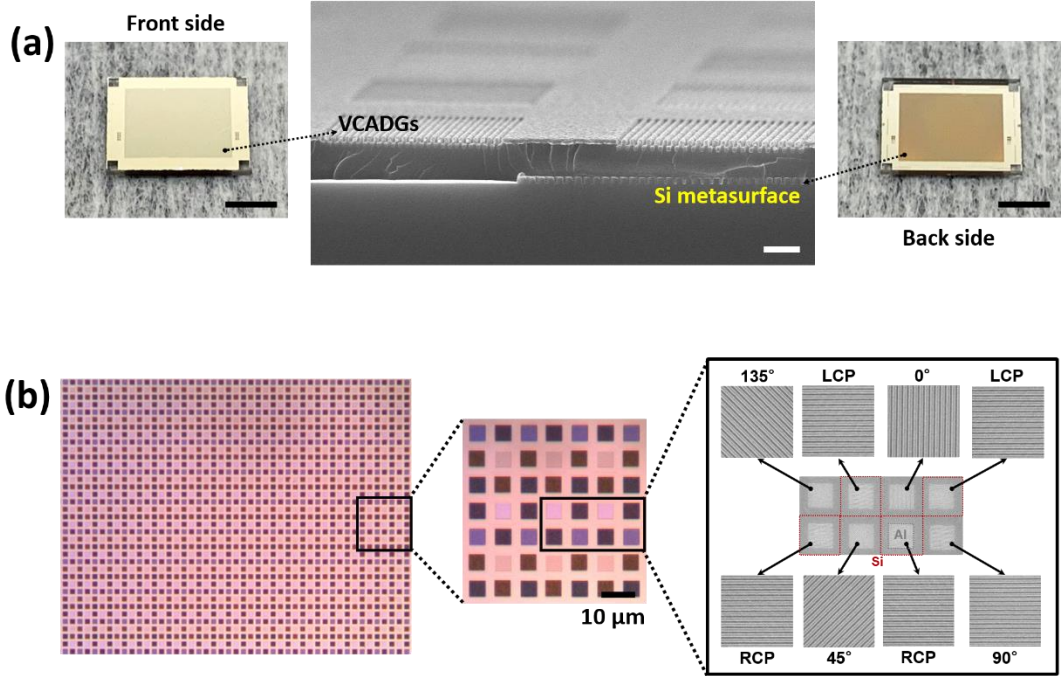 (a)
Front side
VCADGs
Si metasurface
Back side
(b)
10 µm
135°
LCP
0°
LCP
Al
Si
RCP
45°
RCP
90°